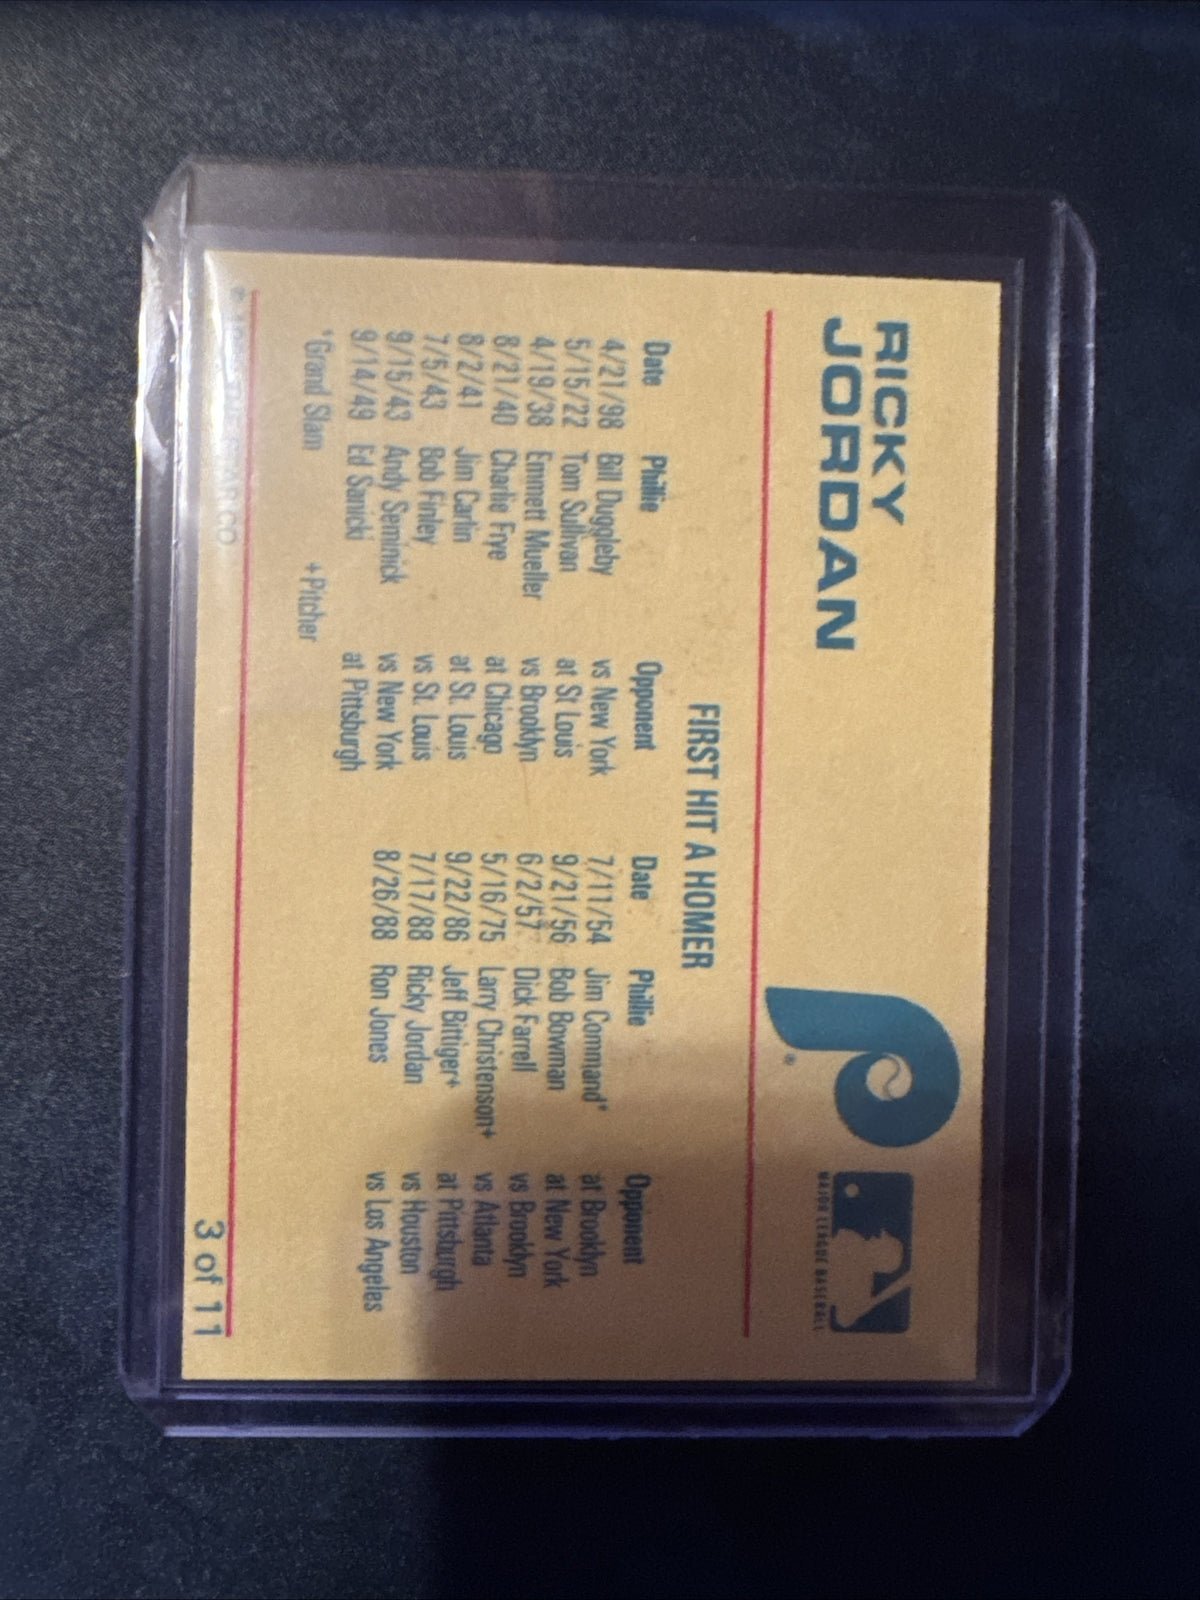 RICKY
JORDAN
MAJOR LEAGUE BASEBALL
®
FIRST HIT A HOMER
Date Phillie Opponent Date Phillie Opponent
4/21/98 Bill Duggleby vs New York 7/11/54 Jim Command* at Brooklyn
5/15/22 Tom Sullivan at St Louis 9/21/56 Bob Bowman at New York
4/19/38 Emmett Mueller vs Brooklyn 6/2/57 Dick Farrell vs Brooklyn
8/21/40 Charlie Frye at Chicago 5/16/75 Larry Christenson+ vs Atlanta
8/2/41 Jim Carlin at St. Louis 9/22/86 Jeff Bittiger+ at Pittsburgh
7/5/43 Bob Finley vs St. Louis 7/17/88 Ricky Jordan vs Houston
9/15/43 Andy Seminick vs New York 8/26/88 Ron Jones vs Los Angeles
9/14/49 Ed Sanicki at Pittsburgh
*Grand Slam +Pitcher
3 of 11